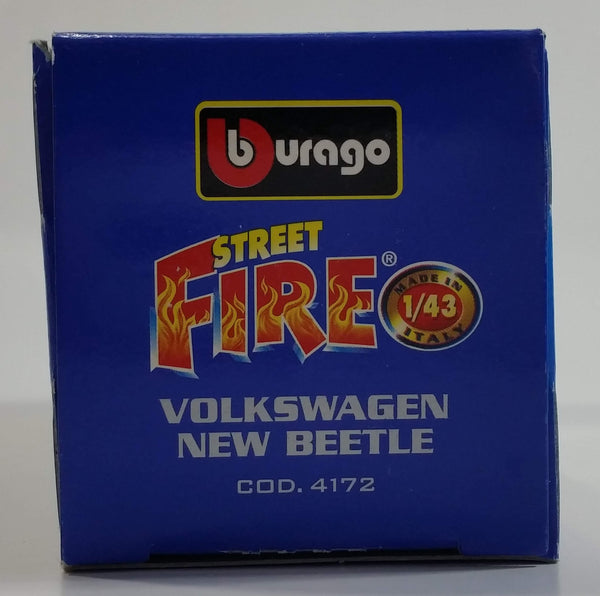 burago
STREET
FIRE®
MADE IN
1/43
ITALY
VOLKSWAGEN
NEW BEETLE
COD. 4172